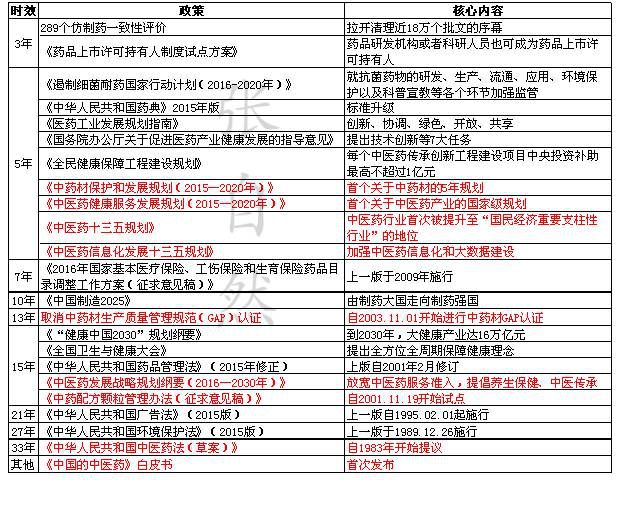 时效 政策 核心内容
3年 289个仿制药一致性评价 拉开清理近18万个批文的序幕
《药品上市许可持有人制度试点方案》 药品研发机构或者科研人员也可成为药品上市许
可持有人
5年 《遏制细菌耐药国家行动计划（2016-2020年）》 就抗菌药物的研发、生产、流通、应用、环境保
护以及科普宣教等各个环节加强监管
《中华人民共和国药典》2015年版 标准升级
《医药工业发展规划指南》 创新、协调、绿色、开放、共享
《国务院办公厅关于促进医药产业健康发展的指导意见》 提出技术创新等7大任务
《全民健康保障工程建设规划》 每个中医药传承创新工程建设项目中央投资补助
最高不超过1亿元
《中药材保护和发展规划（2015—2020年）》 首个关于中药材的5年规划
《中医药健康服务发展规划（2015—2020年）》 首个关于中医药产业的国家级规划
《中医药十三五规划》 中医药行业首次被提升至“国民经济重要支柱性
行业”的地位
《中医药信息化发展十三五规划》 加强中医药信息化和大数据建设
7年 《2016年国家基本医疗保险、工伤保险和生育保险药品目
录调整工作方案（征求意见稿）》 上一版于2009年施行
10年 《中国制造2025》 由制药大国走向制药强国
13年 取消中药材生产质量管理规范（GAP）认证 自2003.11.01开始进行中药材GAP认证
15年 《“健康中国2030”规划纲要》 到2030年，大健康产业达16万亿元
《全国卫生与健康大会》 提出全方位全周期保障健康理念
《中华人民共和国药品管理法》（2015年修正） 上版自2001年2月修订
《中医药发展战略规划纲要（2016—2030年）》 放宽中医药服务准入，提倡养生保健、中医传承
《中药配方颗粒管理办法（征求意见稿）》 自2001.11.19开始试点
21年 《中华人民共和国广告法》（2015版） 上一版自1995.02.01起施行
27年 《中华人民共和国环境保护法》（2015版） 上一版于1989.12.26施行
33年 《中华人民共和国中医药法（草案）》 自1983年开始提议
其他 《中国的中医药》白皮书 首次发布
张自然